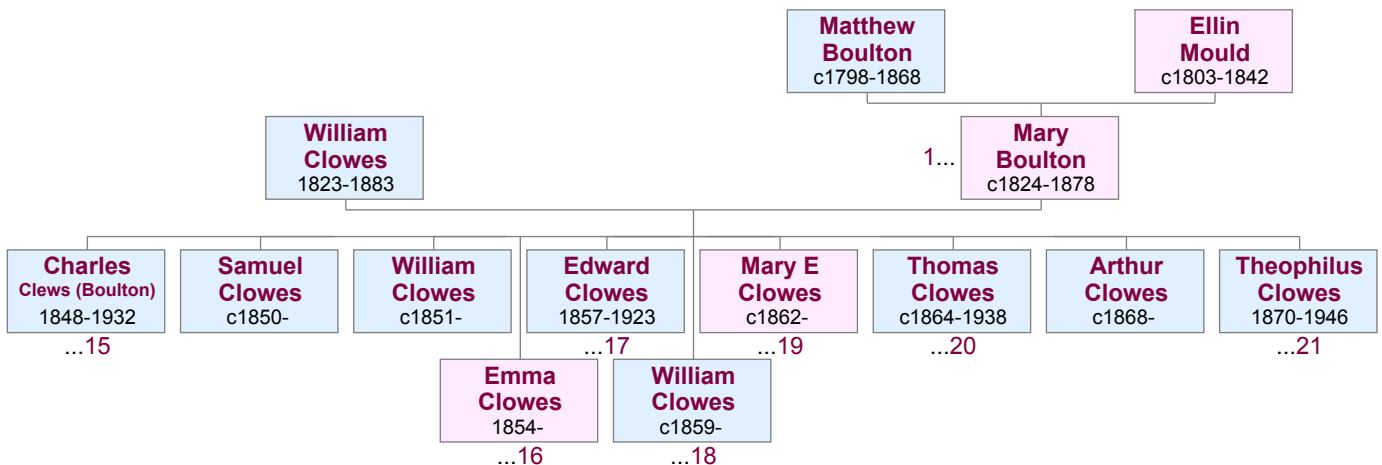 Matthew
Boulton
c1798-1868
Ellin
Mould
c1803-1842
William
Clowes
1823-1883
1...
Mary
Boulton
c1824-1878
Charles
Clews (Boulton)
1848-1932
...15
Samuel
Clowes
c1850-
William
Clowes
c1851-
Edward
Clowes
1857-1923
...17
Mary E
Clowes
c1862-
...19
Thomas
Clowes
c1864-1938
...20
Arthur
Clowes
c1868-
Theophilus
Clowes
1870-1946
...21
Emma
Clowes
1854-
...16
William
Clowes
c1859-
...18